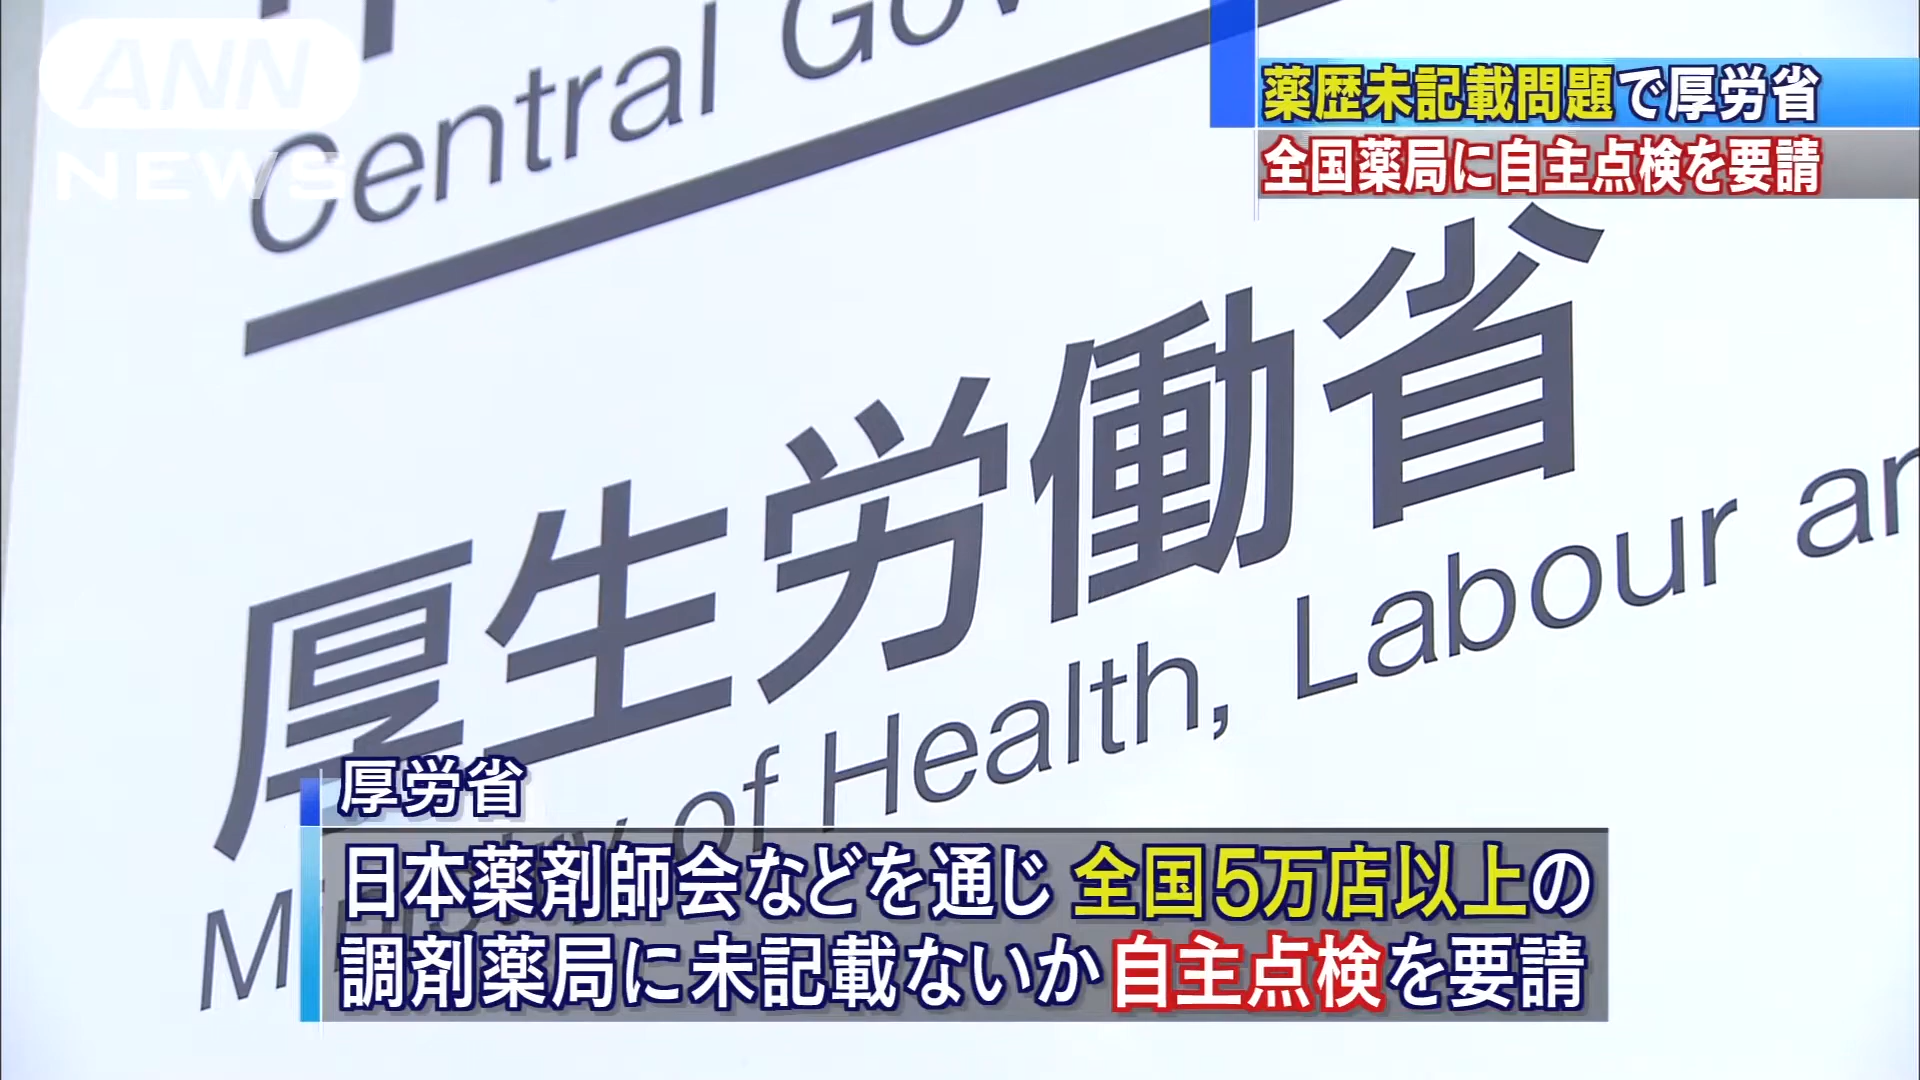 ANN
NEWS
Central Gov
薬歴未記載問題で厚労省
全国薬局に自主点検を要請
厚生労働省
Ministry of Health, Labour an
厚労省
日本薬剤師会などを通じ 全国5万店以上の
調剤薬局に未記載ないか自主点検を要請